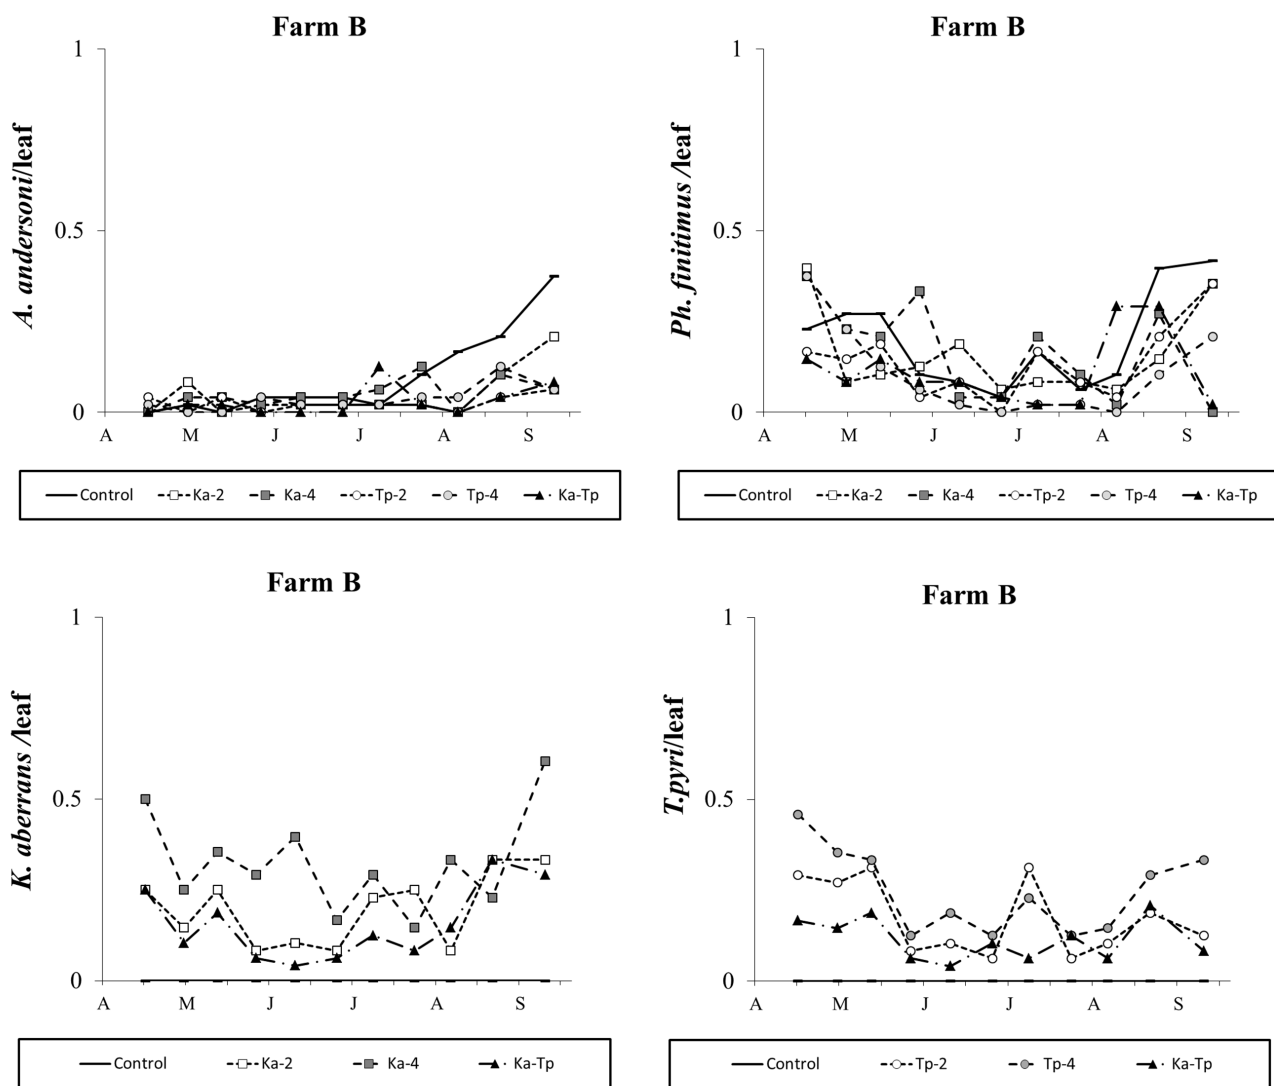 Farm B
1
0.5
0
A. andersoni/leaf
A M J J A S
Control Ka-2 Ka-4 Tp-2 Tp-4 Ka-Tp
Farm B
1
0.5
0
Ph. finitimus /leaf
A M J J A S
Control Ka-2 Ka-4 Tp-2 Tp-4 Ka-Tp
Farm B
1
0.5
0
K. aberrans /leaf
A M J J A S
Control Ka-2 Ka-4 Ka-Tp
Farm B
1
0.5
0
T.pyri/leaf
A M J J A S
Control Tp-2 Tp-4 Ka-Tp